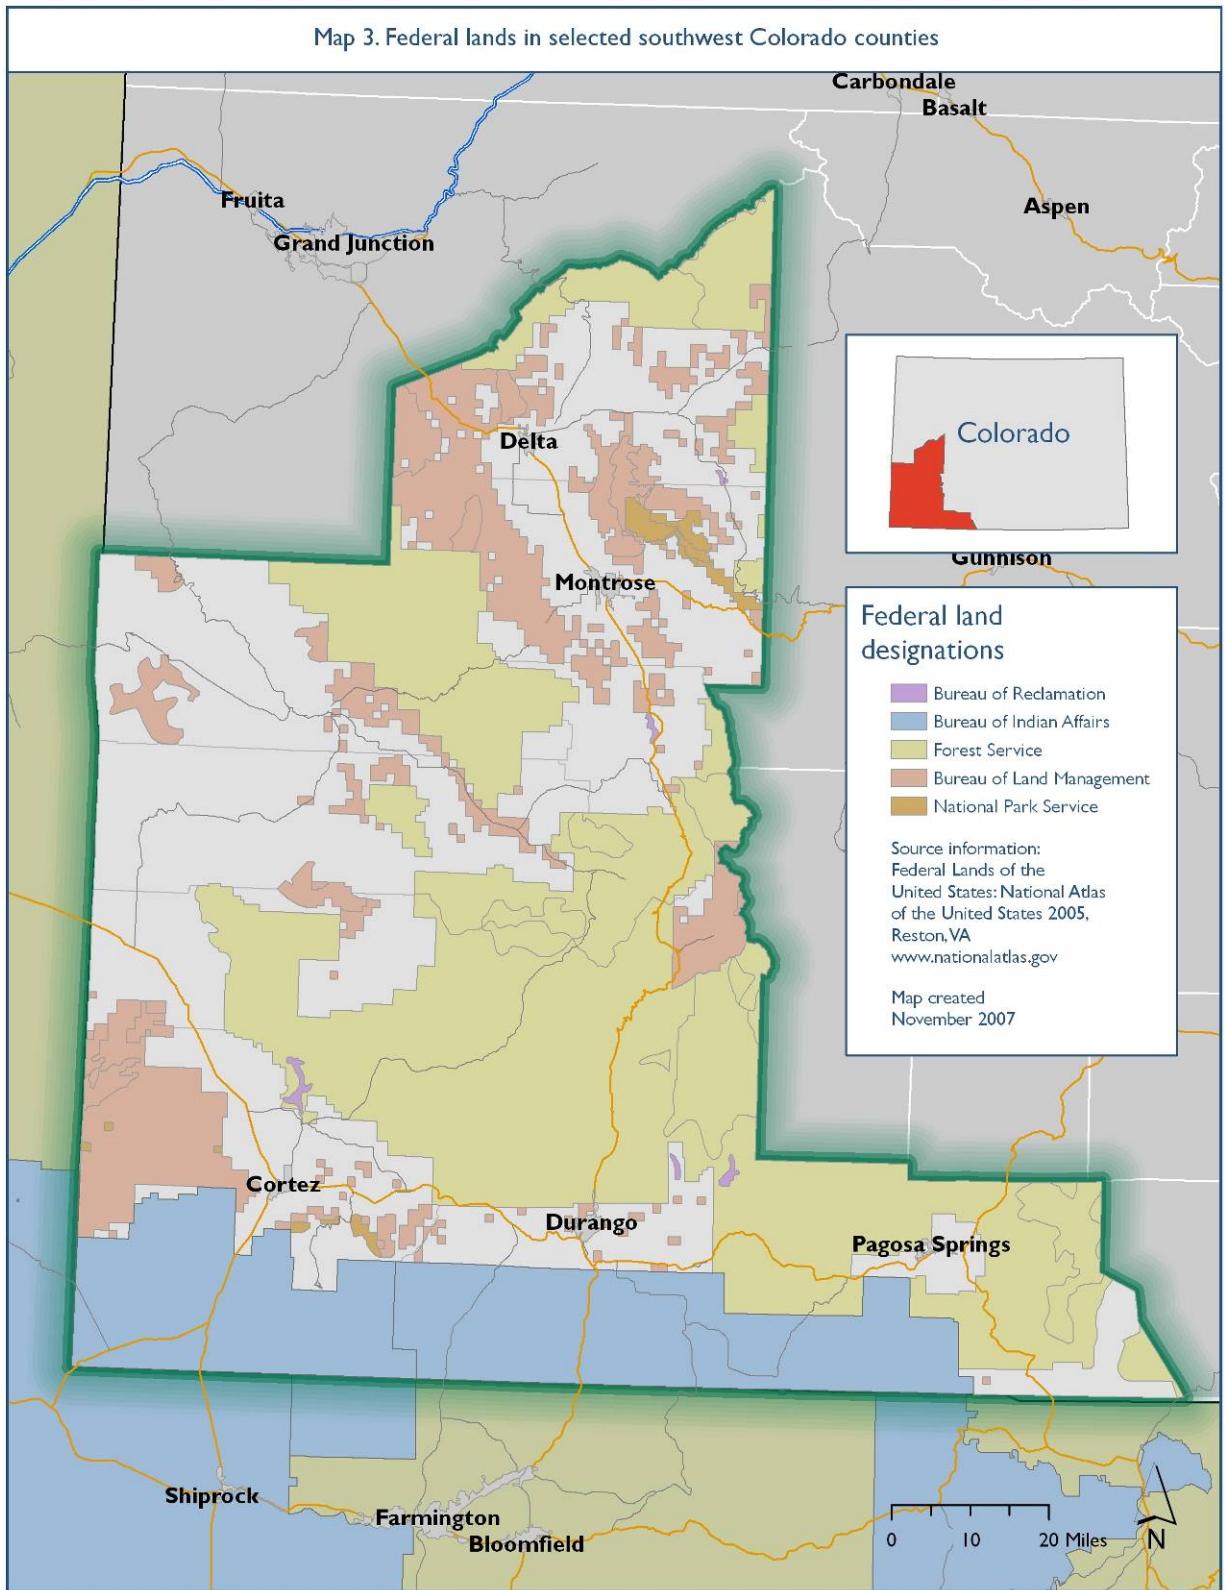 Map 3. Federal lands in selected southwest Colorado counties
Carbondale
Basalt
Fruita
Aspen
Grand Junction
Colorado
Delta
Gunnison
Montrose
Federal land
designations
Bureau of Reclamation
Bureau of Indian Affairs
Forest Service
Bureau of Land Management
National Park Service
Source information:
Federal Lands of the
United States: National Atlas
of the United States 2005,
Reston, VA
www.nationalatlas.gov
Map created
November 2007
Cortez
Durango
Pagosa Springs
Shiprock
Farmington
Bloomfield
0 10 20 Miles
N